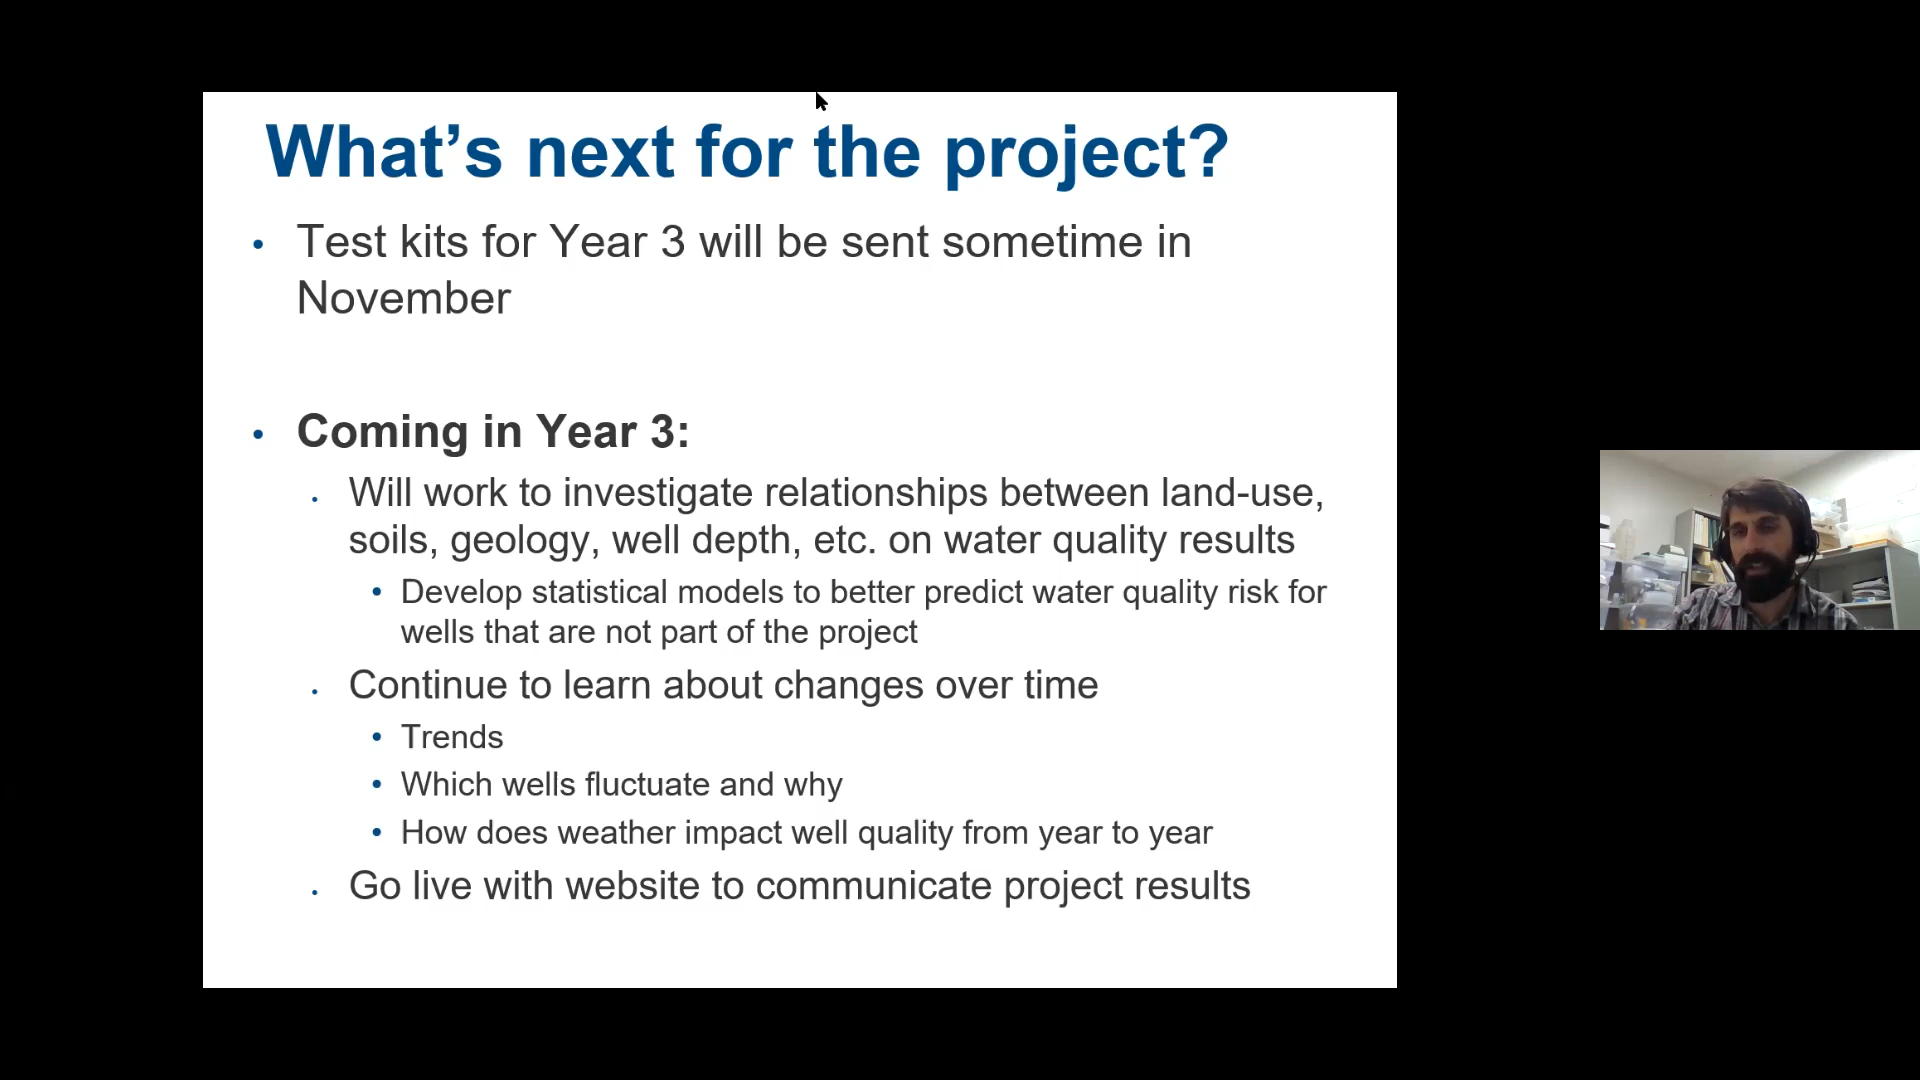 What’s next for the project?
• Test kits for Year 3 will be sent sometime in
November
• Coming in Year 3:
• Will work to investigate relationships between land-use,
soils, geology, well depth, etc. on water quality results
• Develop statistical models to better predict water quality risk for
wells that are not part of the project
• Continue to learn about changes over time
• Trends
• Which wells fluctuate and why
• How does weather impact well quality from year to year
• Go live with website to communicate project results